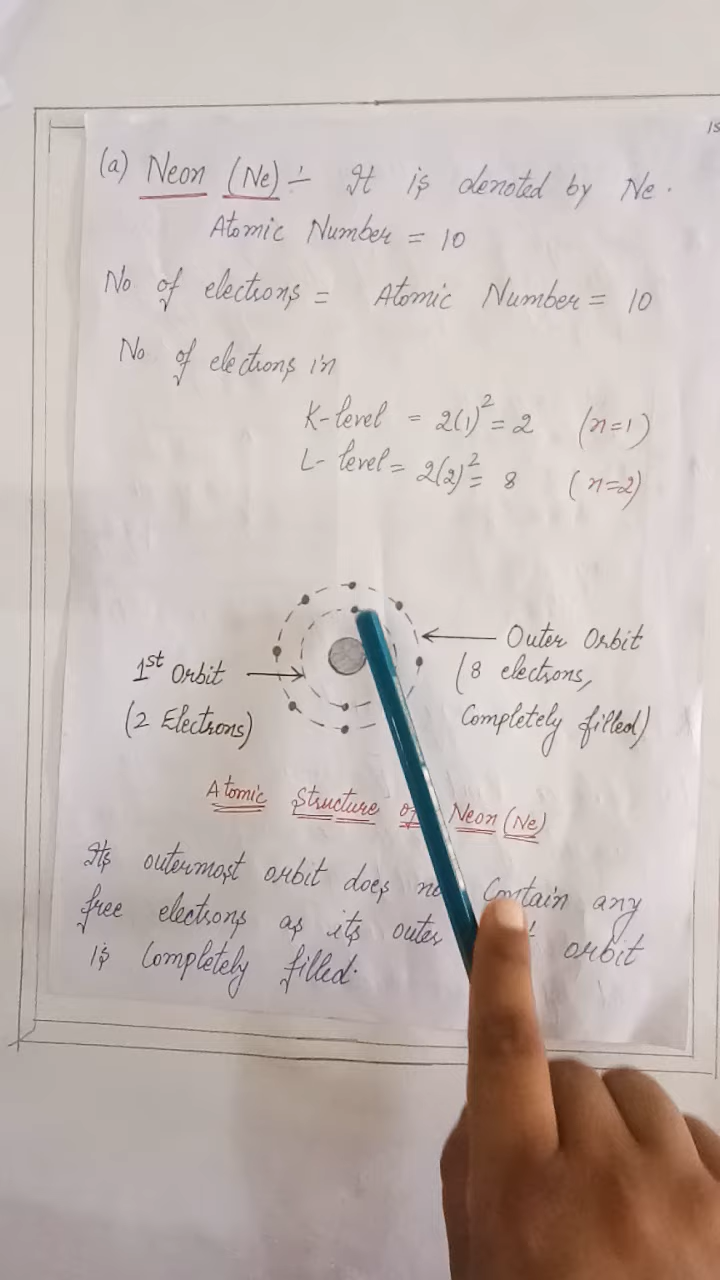 (a) Neon (Ne) ÷ It is denoted by Ne.
Atomic Number = 10
No of electrons = Atomic Number = 10
No of electrons in
K-level = 2(1)² = 2 (n=1)
L-level = 2(2)² = 8 (n=2)
1st Orbit
(2 Electrons)
Outer Orbit
(8 electrons,
Completely filled)
Atomic Structure of Neon (Ne)
Its outermost orbit does Contain any
free electrons as its orbit
is Completely filled.